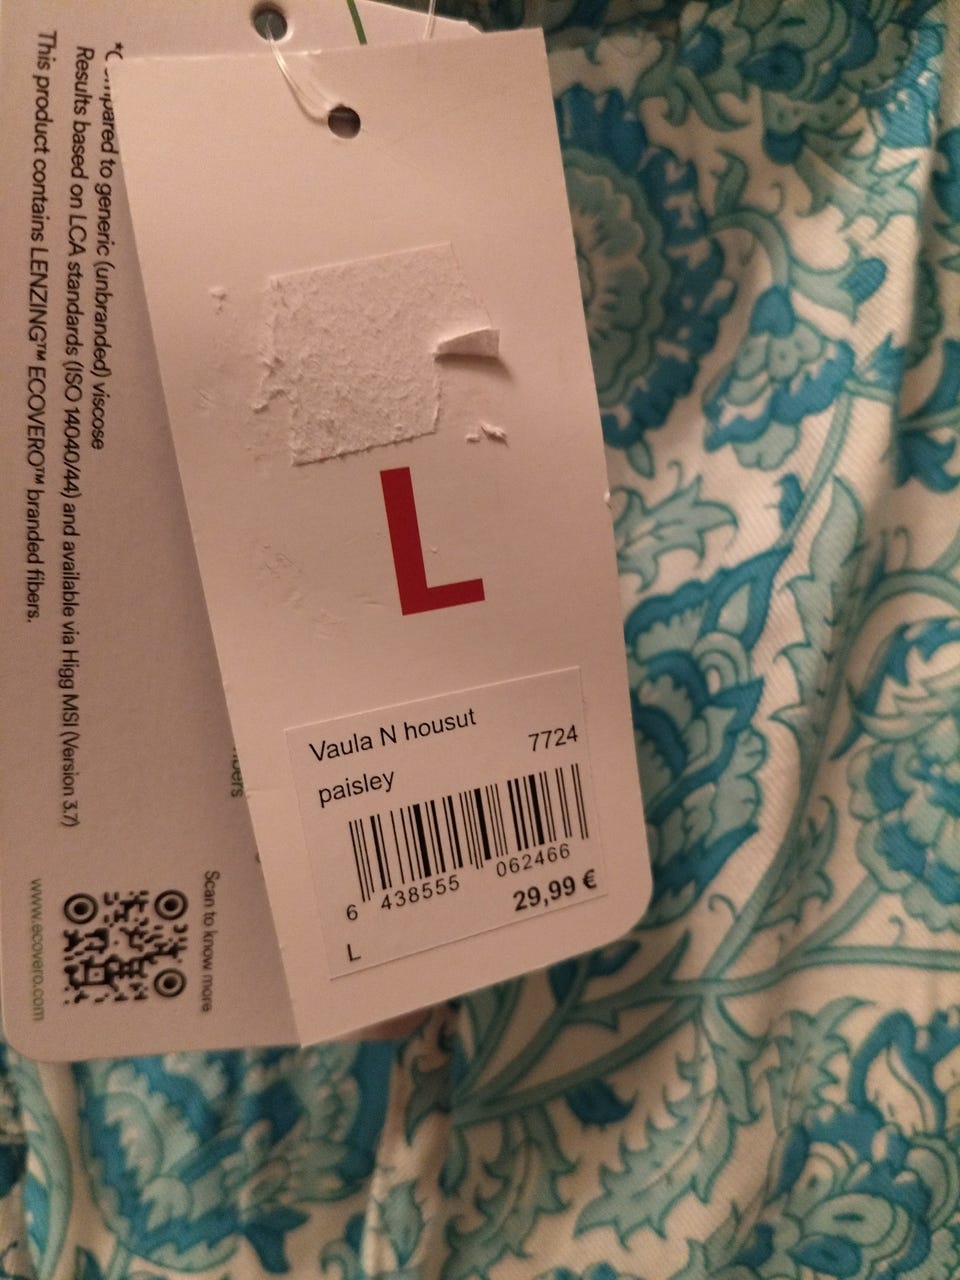 *C mpared to generic (unbranded) viscose
Results based on LCA standards (ISO 14040/44) and available via Higg MSI (Version 3.7)
This product contains LENZING™ ECOVERO™ branded fibers.
Scan to know more
www.ecovero.com
L
Vaula N housut
7724
paisley
6 438555 062466
29,99 €
L